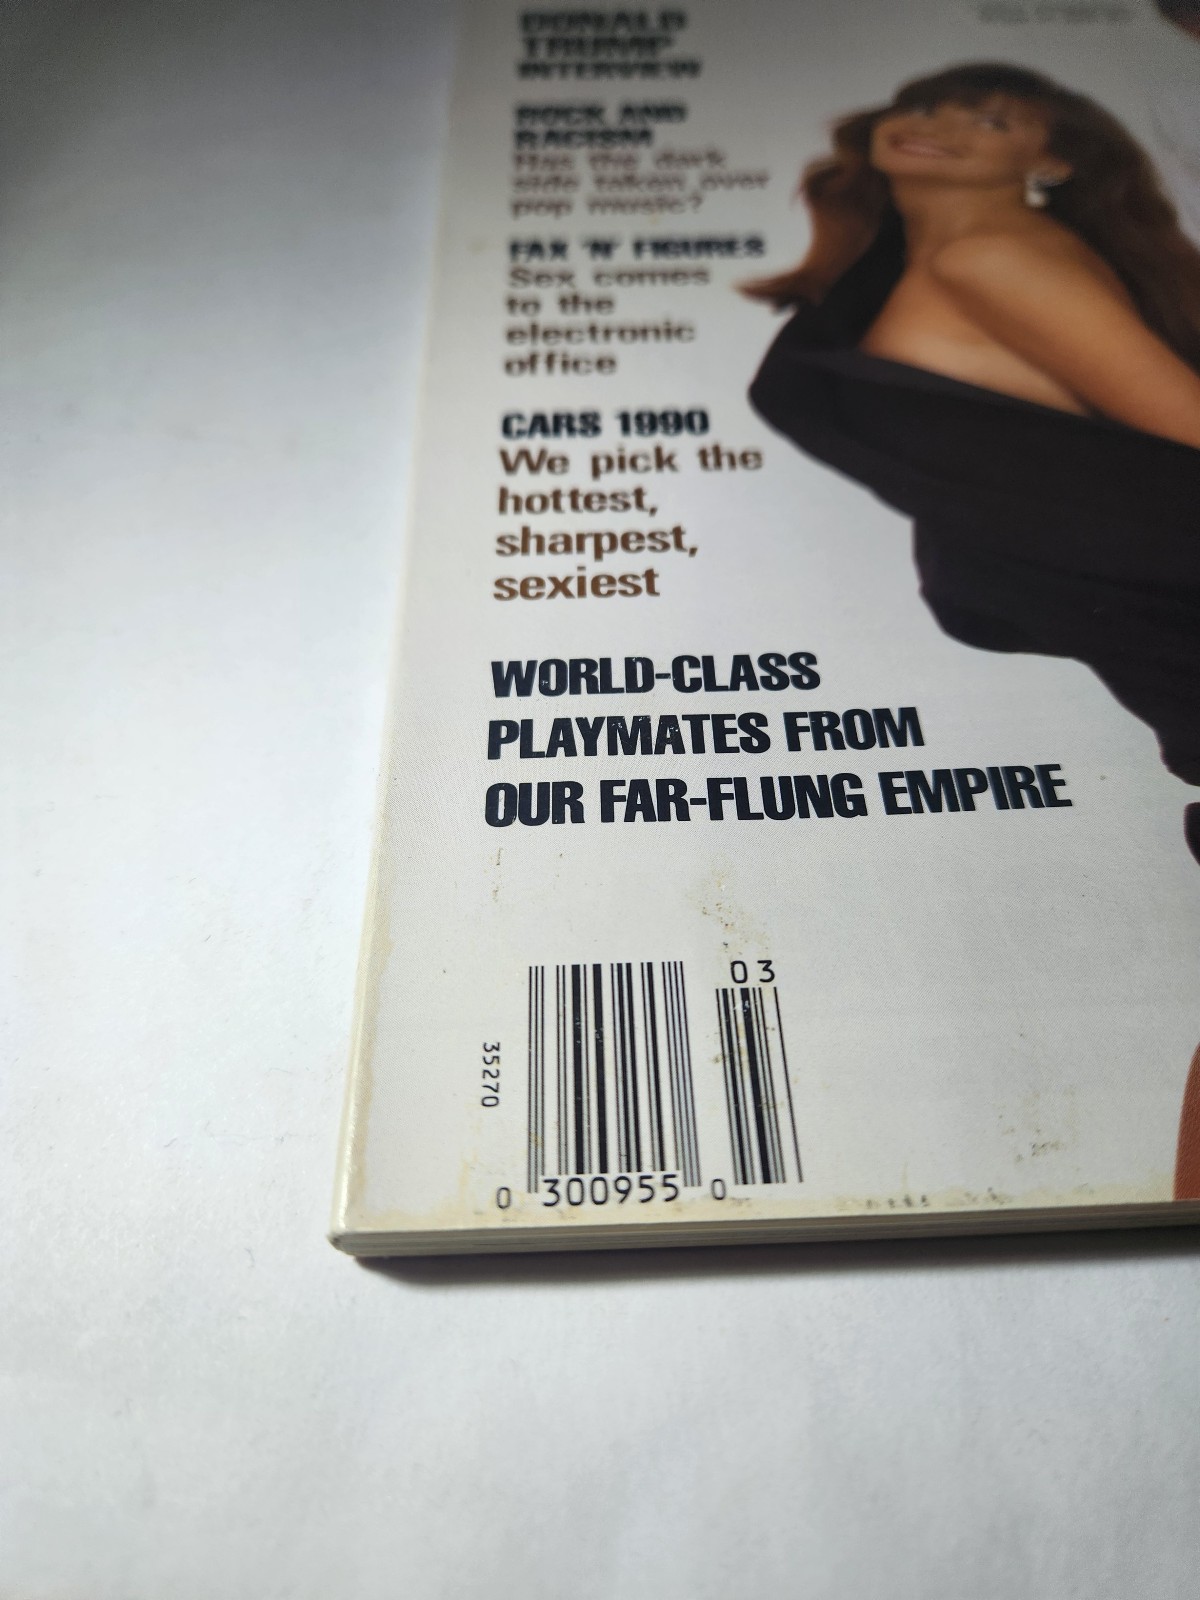 DONALD
TRUMP
INTERVIEW
ROCK AND
RACISM
Has the dark
side taken over
pop music?
FAX 'N' FIGURES
Sex comes
to the
electronic
office
CARS 1990
We pick the
hottest,
sharpest,
sexiest
WORLD-CLASS
PLAYMATES FROM
OUR FAR-FLUNG EMPIRE
03
35270
0 300955 0